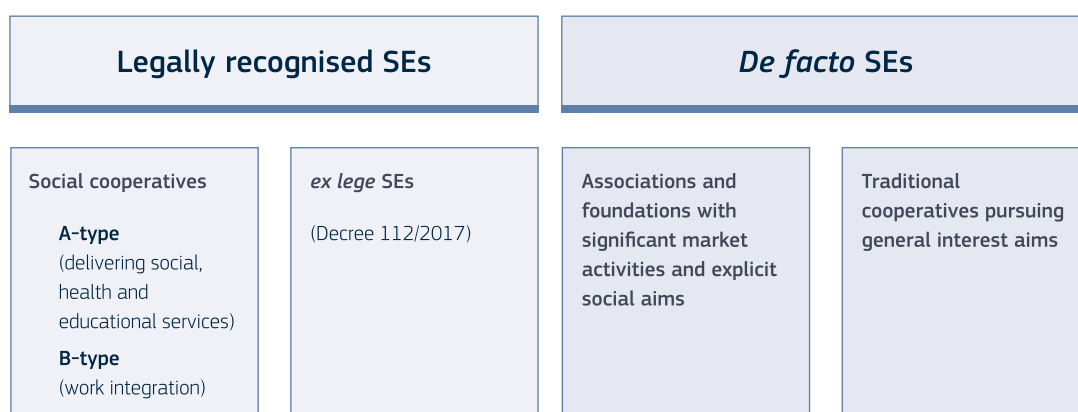 Legally recognised SEs
De facto SEs
Social cooperatives
A-type
(delivering social,
health and
educational services)
B-type
(work integration)
ex lege SEs
(Decree 112/2017)
Associations and
foundations with
significant market
activities and explicit
social aims
Traditional
cooperatives pursuing
general interest aims